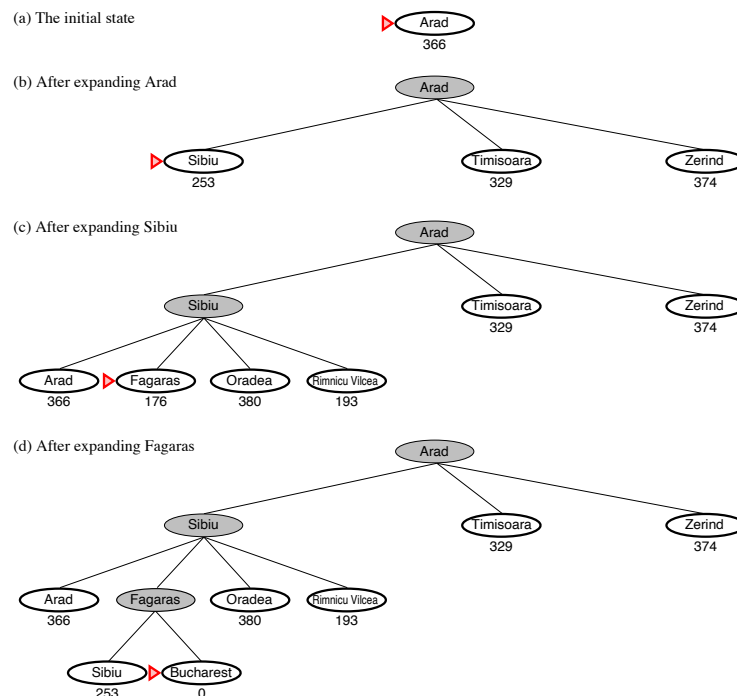 (a) The initial state
Arad
366
(b) After expanding Arad
Arad
Sibiu Timisoara Zerind
253 329 374
(c) After expanding Sibiu
Arad
Sibiu Timisoara Zerind
329 374
Arad Fagaras Oradea Rimnicu Vilcea
366 176 380 193
(d) After expanding Fagaras
Arad
Sibiu Timisoara Zerind
329 374
Arad Fagaras Oradea Rimnicu Vilcea
366 380 193
Sibiu Bucharest
253 0